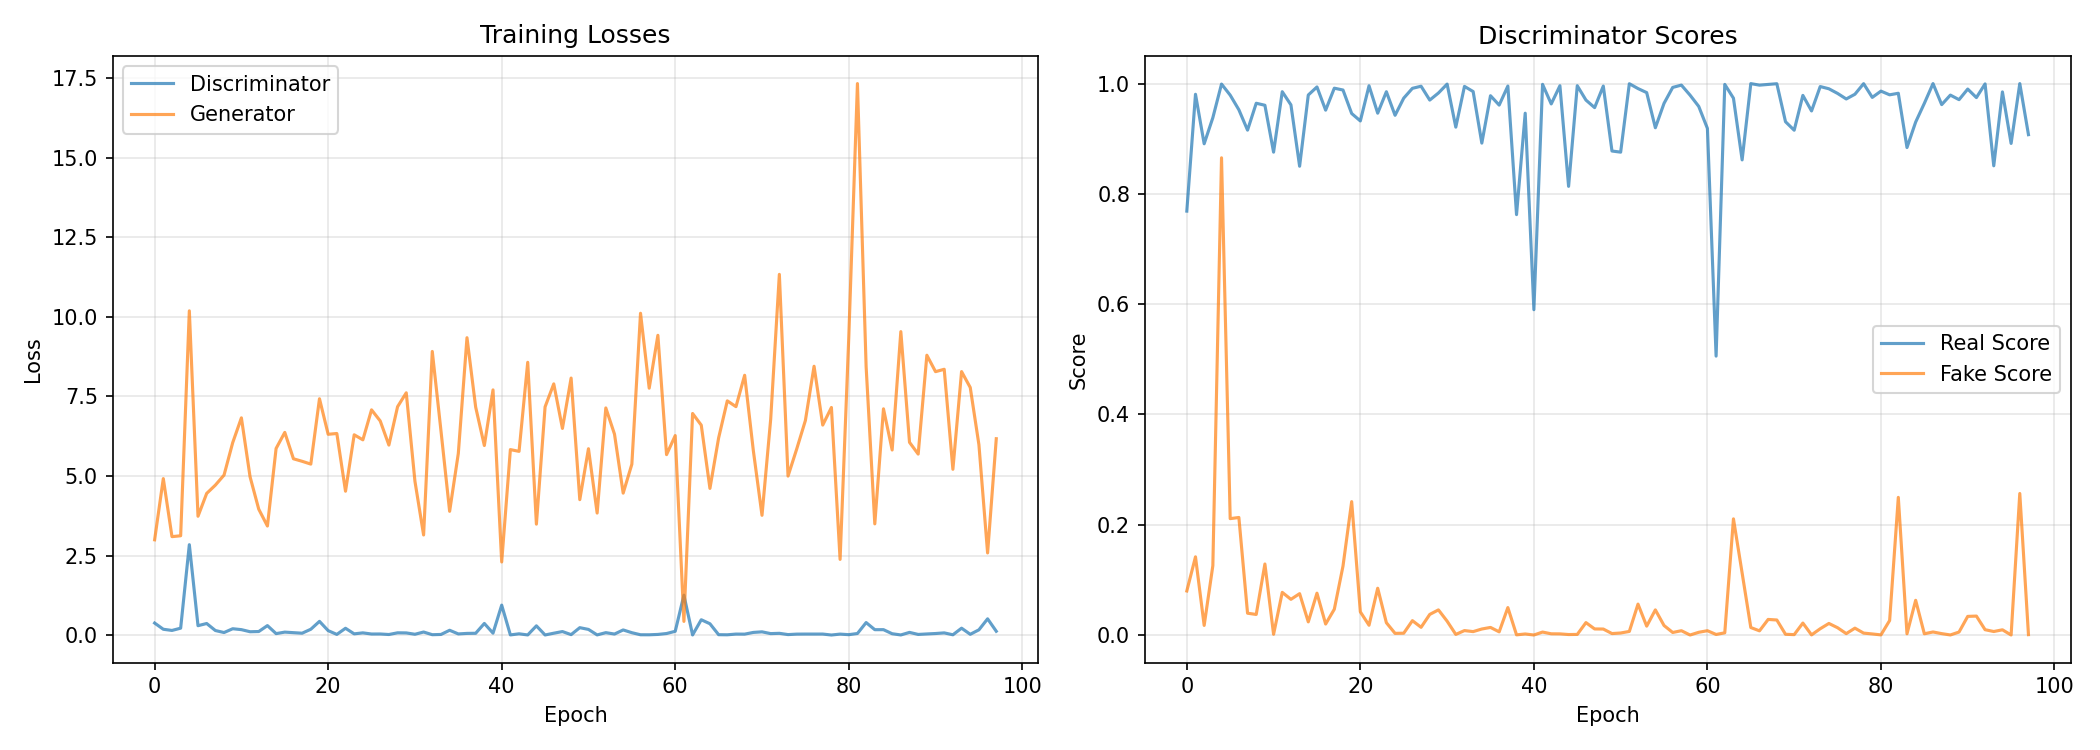 Training Losses
Discriminator
Generator
17.5
15.0
12.5
10.0
7.5
5.0
2.5
0.0
Loss
0
20
40
60
80
100
Epoch
Discriminator Scores
1.0
0.8
0.6
0.4
0.2
0.0
Score
Real Score
Fake Score
0
20
40
60
80
100
Epoch